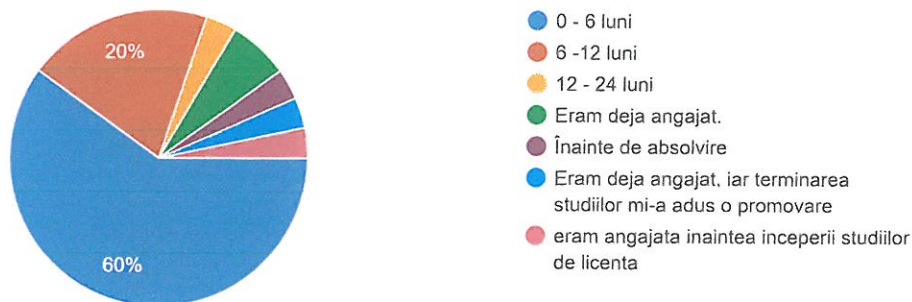 20%
60%
0 - 6 luni
6 -12 luni
12 - 24 luni
Eram deja angajat.
Înainte de absolvire
Eram deja angajat, iar terminarea
studiilor mi-a adus o promovare
eram angajata inaintea inceperii studiilor
de licenta